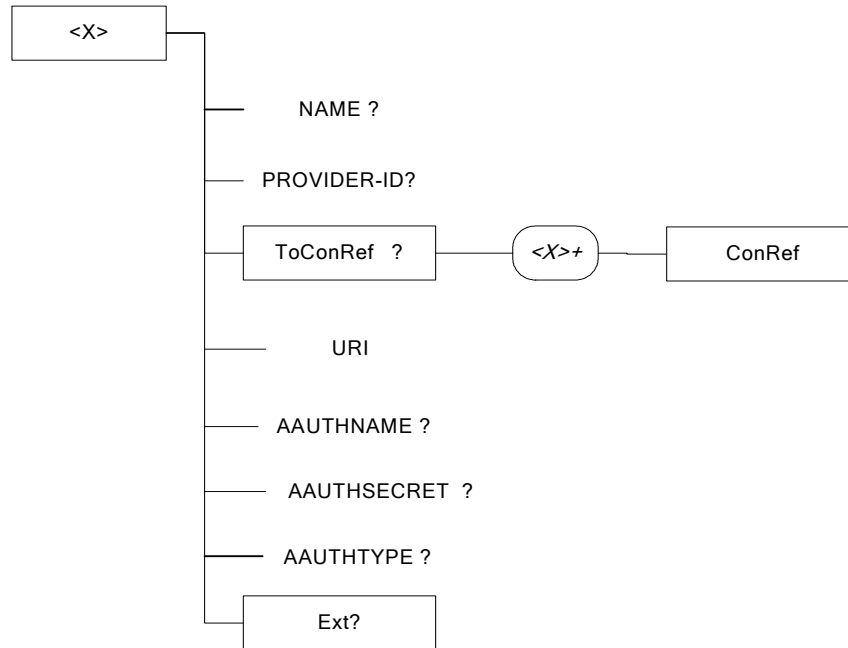 <X>
NAME ?
PROVIDER-ID?
ToConRef ? <X>+ ConRef
URI
AAUTHNAME ?
AAUTHSECRET ?
AAUTHTYPE ?
Ext?